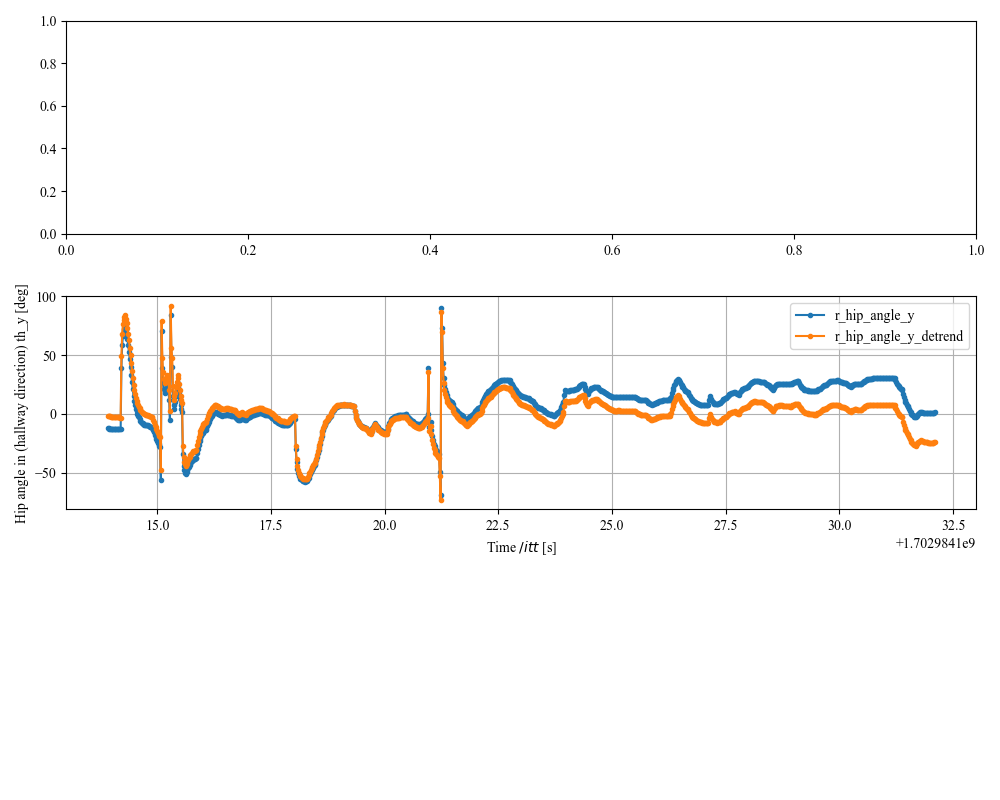 1.0
0.8
0.6
0.4
0.2
0.0
0.0 0.2 0.4 0.6 0.8 1.0
Hip angle in (hallway direction) th_y [deg]
100
50
0
−50
r_hip_angle_y
r_hip_angle_y_detrend
15.0 17.5 20.0 22.5 25.0 27.5 30.0 32.5
Time /itt [s]
+1.7029841e9